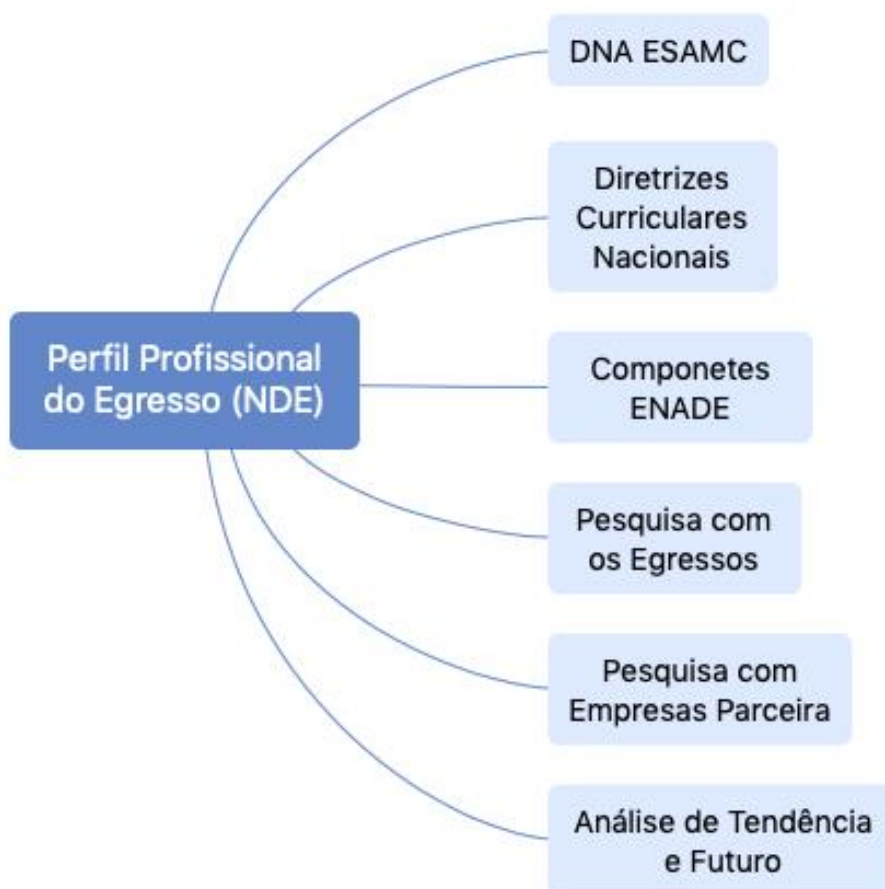 DNA ESAMC
Diretrizes
Curriculares
Nacionais
Perfil Profissional
do Egresso (NDE)
Componetes
ENADE
Pesquisa com
os Egressos
Pesquisa com
Empresas Parceira
Análise de Tendência
e Futuro